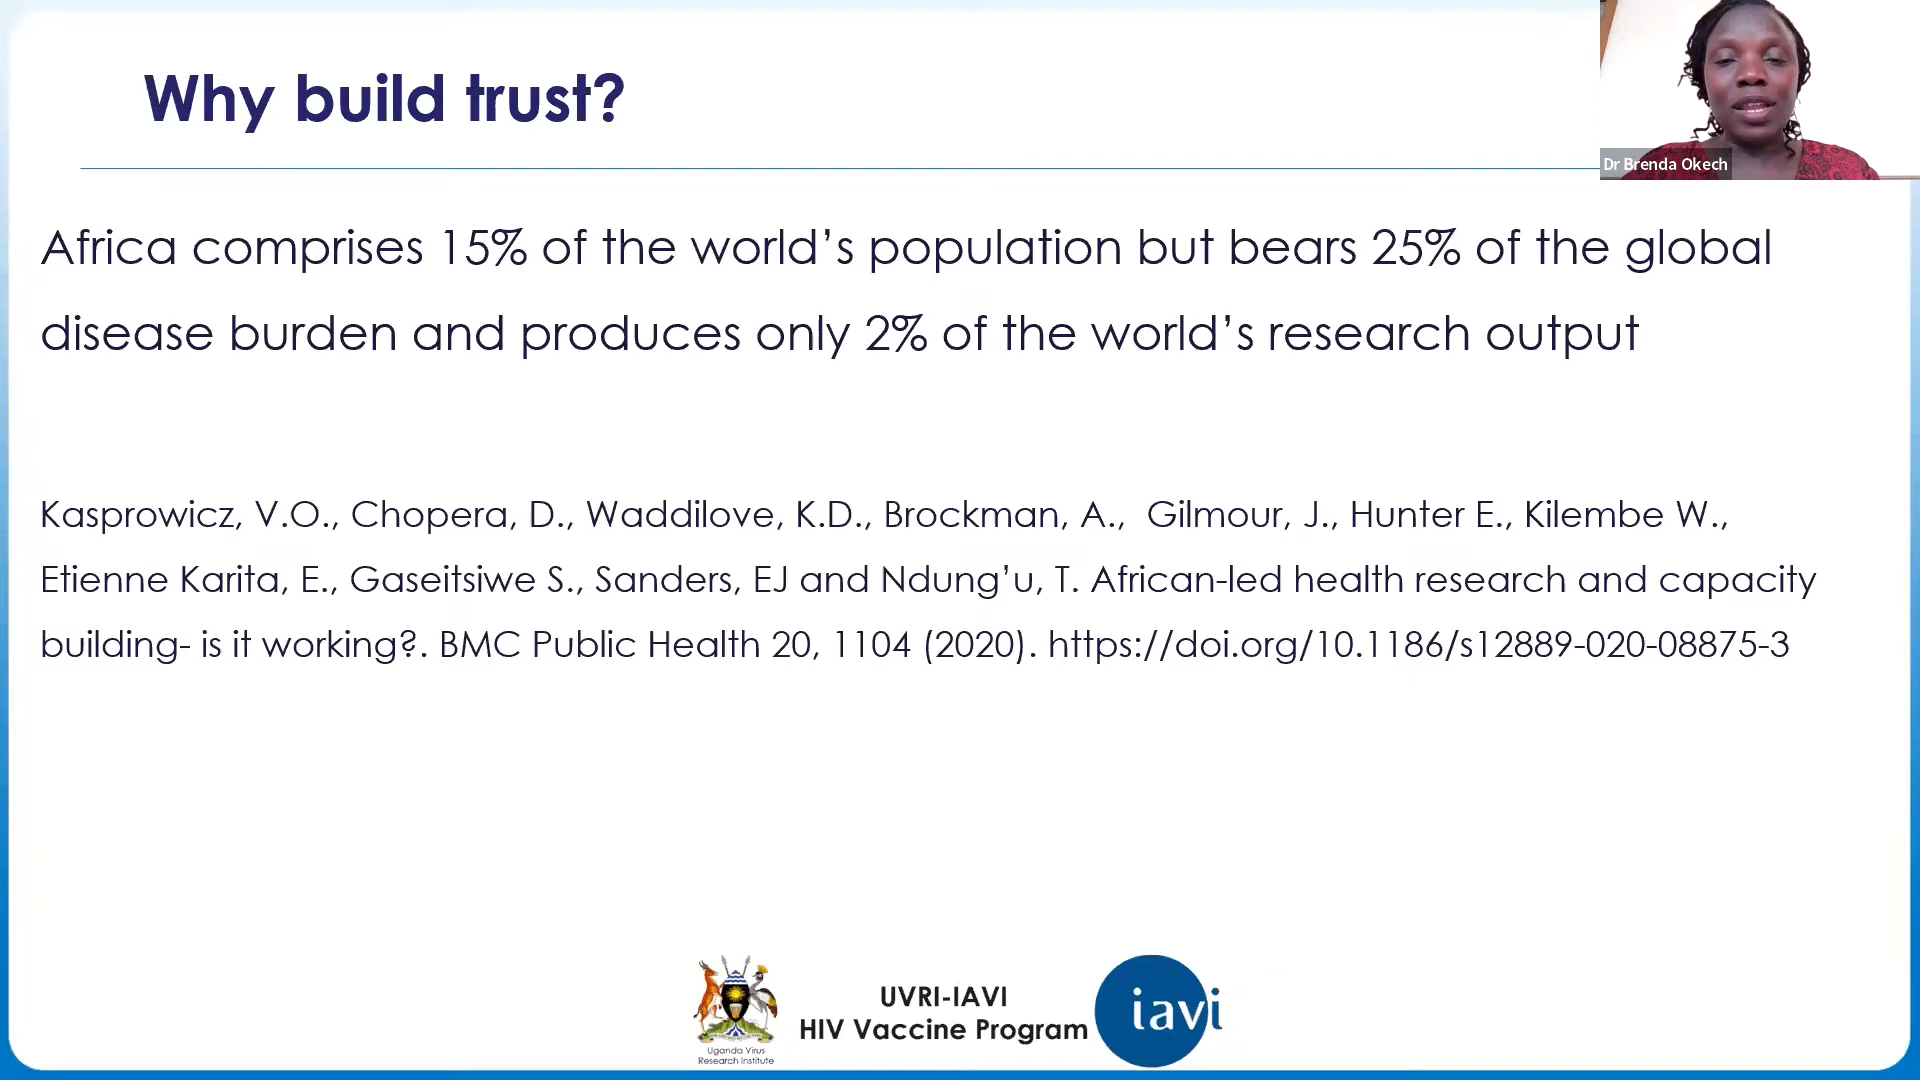 Why build trust?
Dr Brenda Okech
Africa comprises 15% of the world’s population but bears 25% of the global
disease burden and produces only 2% of the world’s research output
Kasprowicz, V.O., Chopera, D., Waddilove, K.D., Brockman, A.,  Gilmour, J., Hunter E., Kilembe W.,
Etienne Karita, E., Gaseitsiwe S., Sanders, EJ and Ndung’u, T. African-led health research and capacity
building- is it working?. BMC Public Health 20, 1104 (2020). https://doi.org/10.1186/s12889-020-08875-3
Uganda Virus
Research Institute
UVRI-IAVI
HIV Vaccine Program
iavi